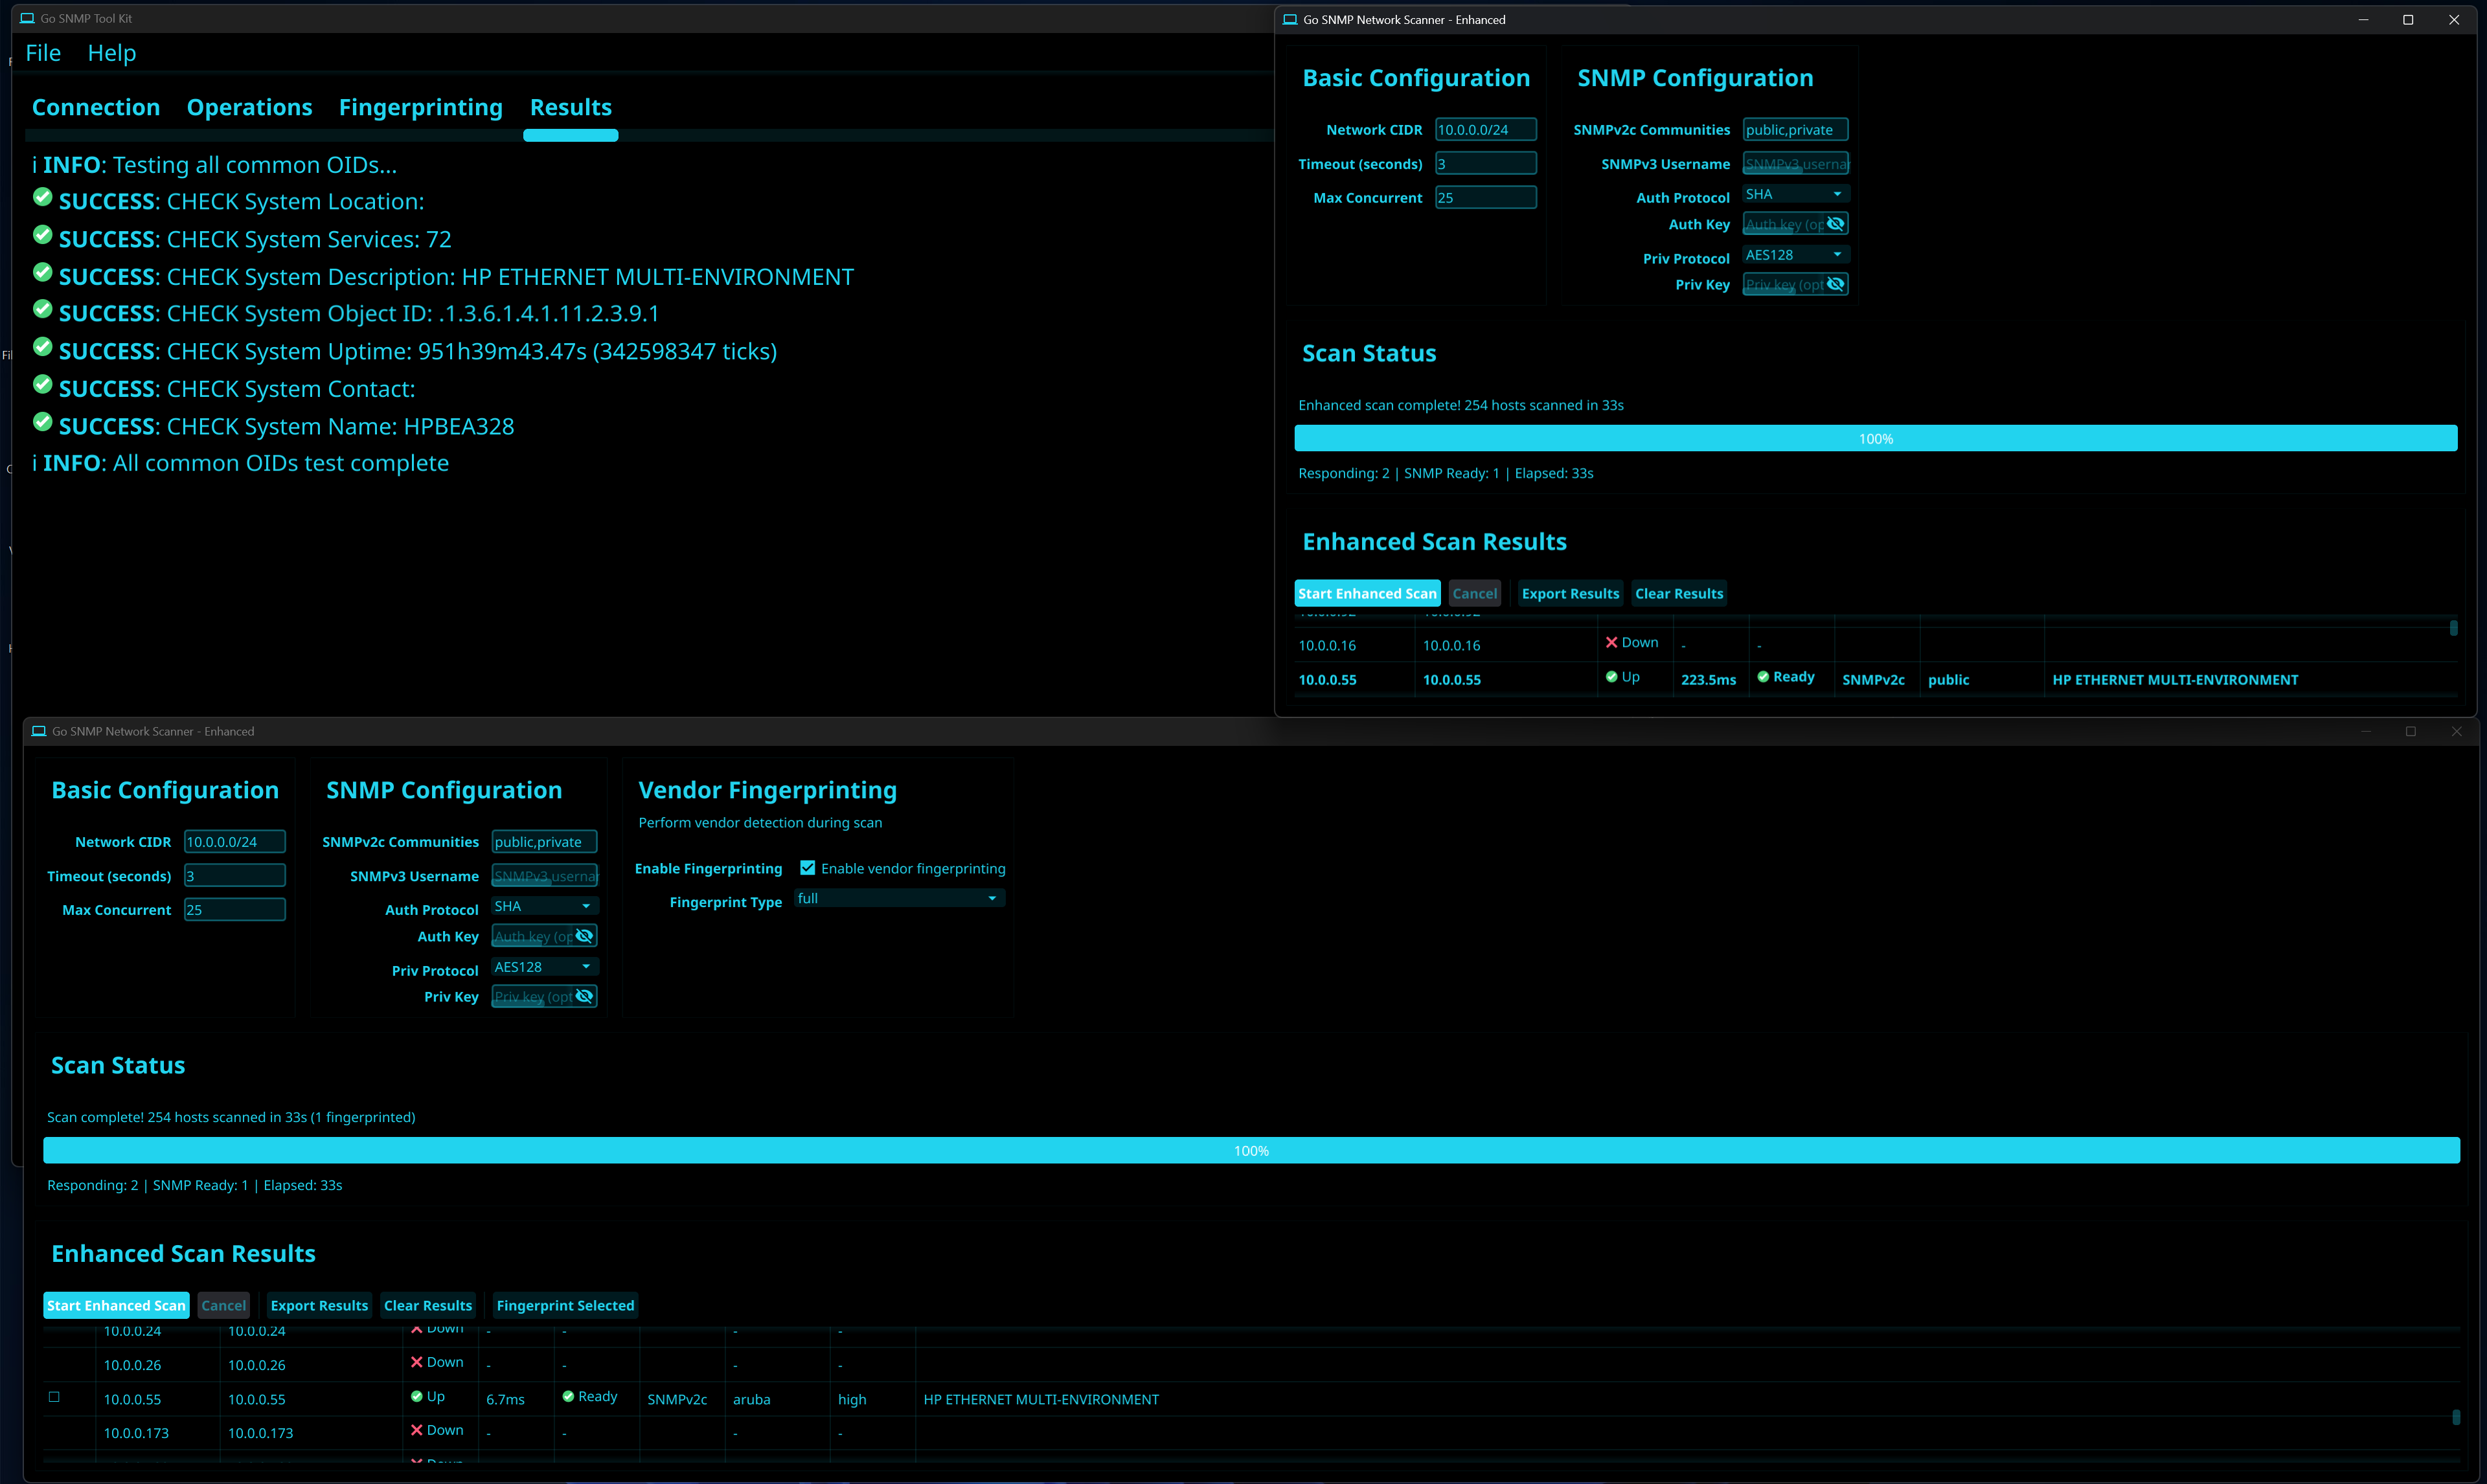 Go SNMP Tool Kit
File Help
Connection Operations Fingerprinting Results
i INFO: Testing all common OIDs...
SUCCESS: CHECK System Location:
SUCCESS: CHECK System Services: 72
SUCCESS: CHECK System Description: HP ETHERNET MULTI-ENVIRONMENT
SUCCESS: CHECK System Object ID: .1.3.6.1.4.1.11.2.3.9.1
SUCCESS: CHECK System Uptime: 951h39m43.47s (342598347 ticks)
SUCCESS: CHECK System Contact:
SUCCESS: CHECK System Name: HPBEA328
i INFO: All common OIDs test complete
Go SNMP Network Scanner - Enhanced
Basic Configuration
Network CIDR 10.0.0.0/24
Timeout (seconds) 3
Max Concurrent 25
SNMP Configuration
SNMPv2c Communities public,private
SNMPv3 Username SNMPv3 usernar
Auth Protocol SHA
Auth Key Auth key (op
Priv Protocol AES128
Priv Key Priv key (opt
Scan Status
Enhanced scan complete! 254 hosts scanned in 33s
100%
Responding: 2 | SNMP Ready: 1 | Elapsed: 33s
Enhanced Scan Results
Start Enhanced Scan Cancel Export Results Clear Results
10.0.0.16 10.0.0.16 Down - -
10.0.0.55 10.0.0.55 Up 223.5ms Ready SNMPv2c public HP ETHERNET MULTI-ENVIRONMENT
Go SNMP Network Scanner - Enhanced
Basic Configuration
Network CIDR 10.0.0.0/24
Timeout (seconds) 3
Max Concurrent 25
SNMP Configuration
SNMPv2c Communities public,private
SNMPv3 Username SNMPv3 usernar
Auth Protocol SHA
Auth Key Auth key (op
Priv Protocol AES128
Priv Key Priv key (opt
Vendor Fingerprinting
Perform vendor detection during scan
Enable Fingerprinting Enable vendor fingerprinting
Fingerprint Type full
Scan Status
Scan complete! 254 hosts scanned in 33s (1 fingerprinted)
100%
Responding: 2 | SNMP Ready: 1 | Elapsed: 33s
Enhanced Scan Results
Start Enhanced Scan Cancel Export Results Clear Results Fingerprint Selected
10.0.0.24 10.0.0.24 Down - - - -
10.0.0.26 10.0.0.26 Down - - - -
10.0.0.55 10.0.0.55 Up 6.7ms Ready SNMPv2c aruba high HP ETHERNET MULTI-ENVIRONMENT
10.0.0.173 10.0.0.173 Down - - - -